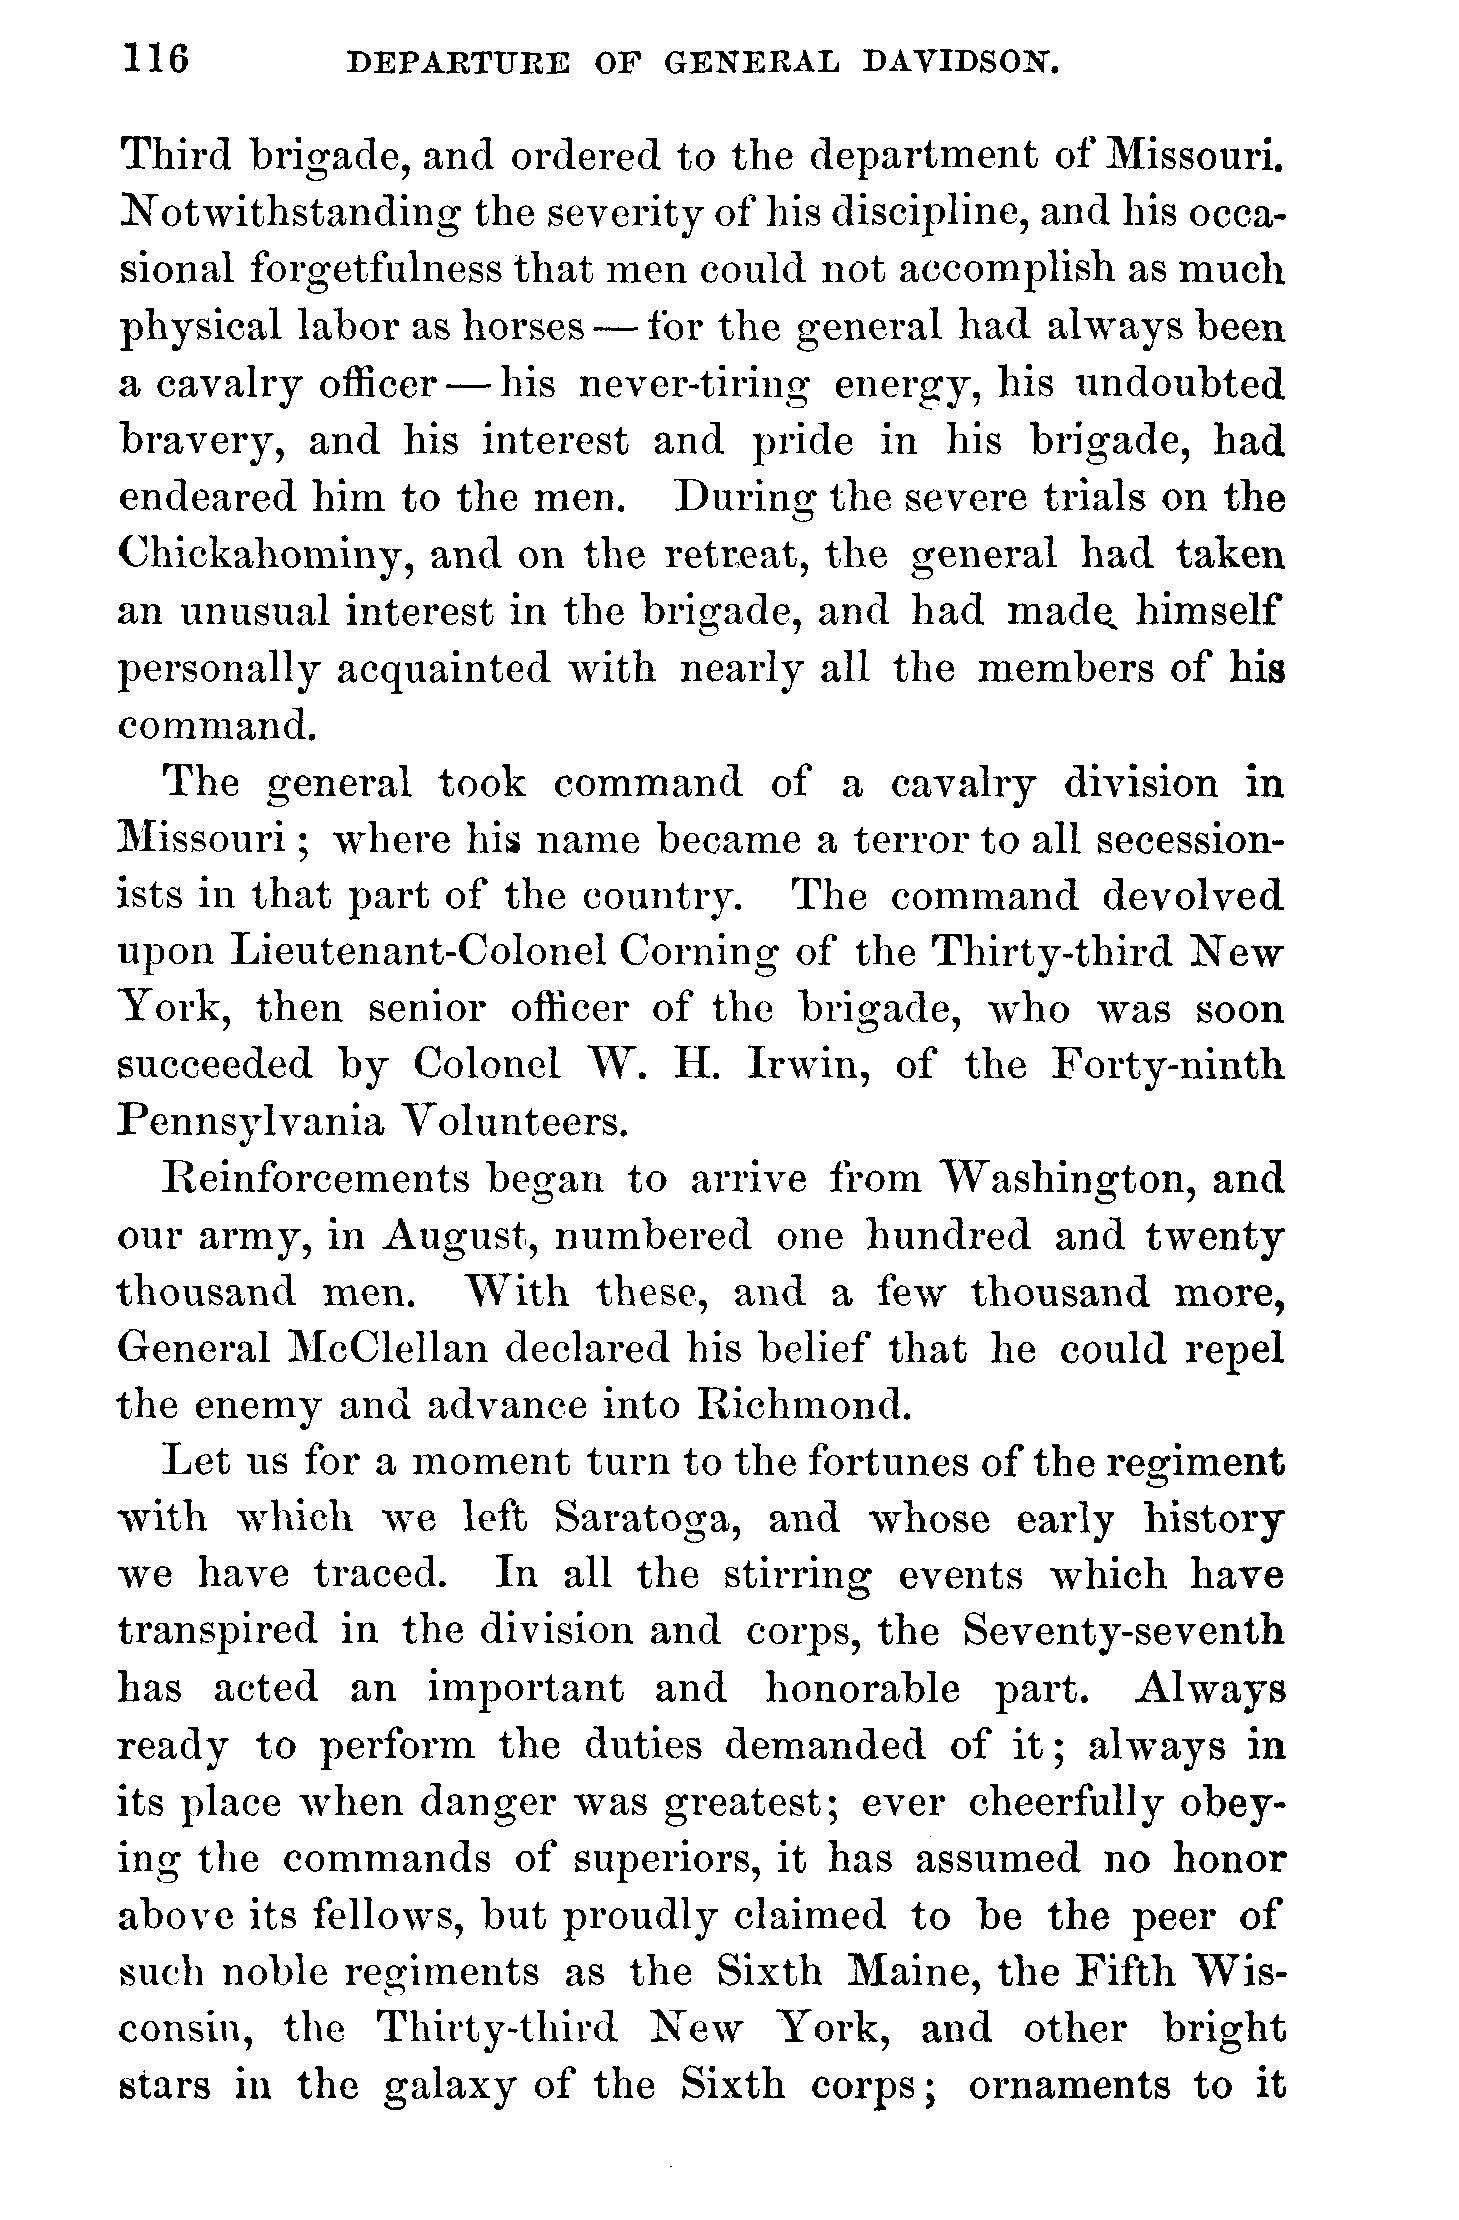 116 DEPARTURE OF GENERAL DAVIDSON.
Third brigade, and ordered to the department of Missouri.
Notwithstanding the severity of his discipline, and his occa-
sional forgetfulness that men could not accomplish as much
physical labor as horses — for the general had always been
a cavalry officer — his never-tiring energy, his undoubted
bravery, and his interest and pride in his brigade, had
endeared him to the men. During the severe trials on the
Chickahominy, and on the retreat, the general had taken
an unusual interest in the brigade, and had made himself
personally acquainted with nearly all the members of his
command.
The general took command of a cavalry division in
Missouri ; where his name became a terror to all secession-
ists in that part of the country. The command devolved
upon Lieutenant-Colonel Corning of the Thirty-third New
York, then senior officer of the brigade, who was soon
succeeded by Colonel W. H. Irwin, of the Forty-ninth
Pennsylvania Volunteers.
Reinforcements began to arrive from Washington, and
our army, in August, numbered one hundred and twenty
thousand men. With these, and a few thousand more,
General McClellan declared his belief that he could repel
the enemy and advance into Richmond.
Let us for a moment turn to the fortunes of the regiment
with which we left Saratoga, and whose early history
we have traced. In all the stirring events which have
transpired in the division and corps, the Seventy-seventh
has acted an important and honorable part. Always
ready to perform the duties demanded of it ; always in
its place when danger was greatest; ever cheerfully obey-
ing the commands of superiors, it has assumed no honor
above its fellows, but proudly claimed to be the peer of
such noble regiments as the Sixth Maine, the Fifth Wis-
consin, the Thirty-third New York, and other bright
stars in the galaxy of the Sixth corps ; ornaments to it